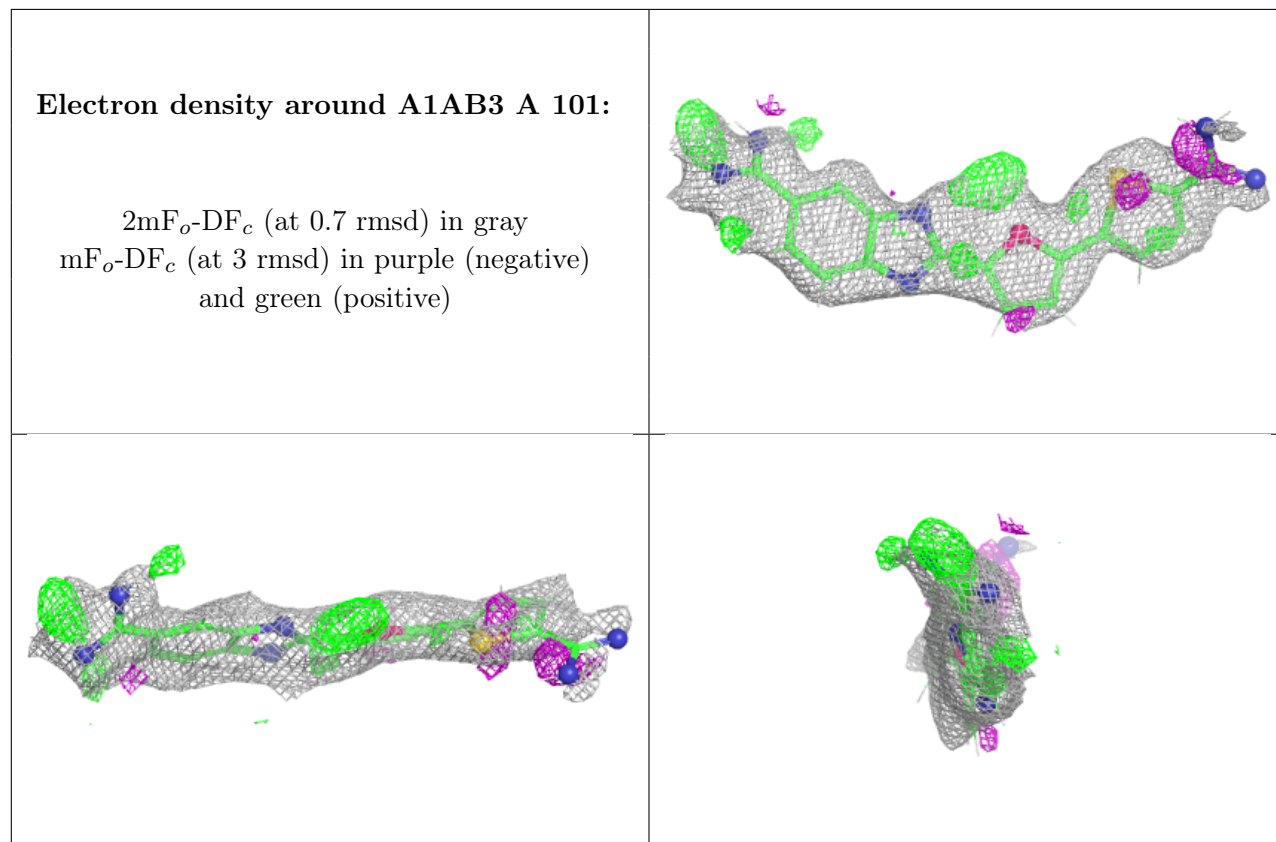 Electron density around A1AB3 A 101:
2mFo-DFc (at 0.7 rmsd) in gray
mFo-DFc (at 3 rmsd) in purple (negative)
and green (positive)